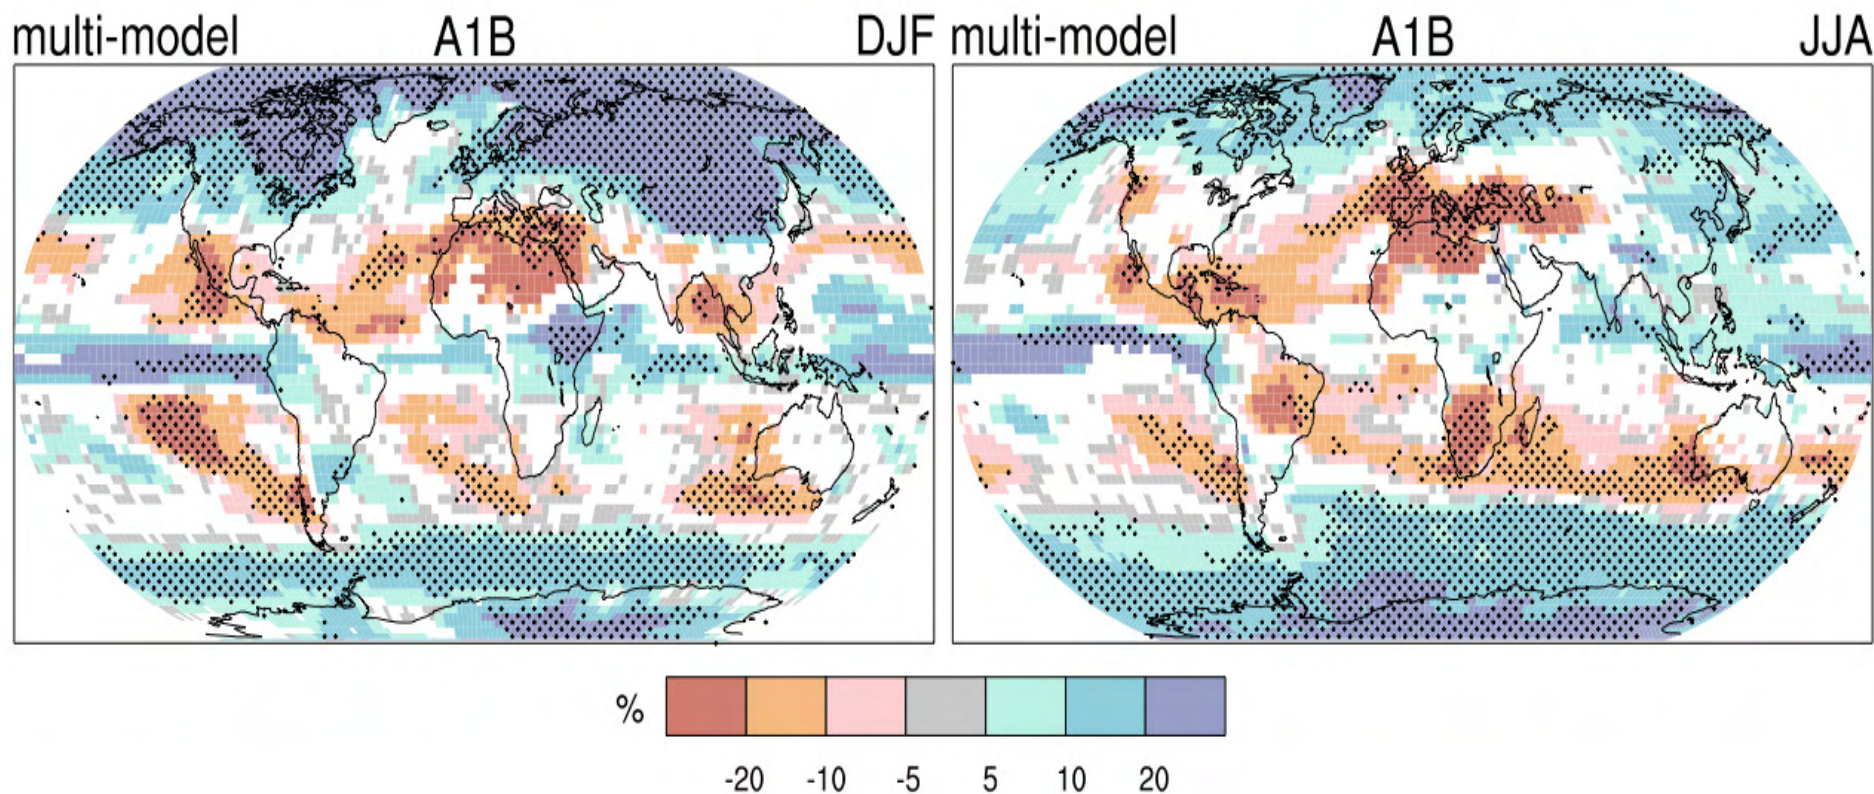 multi-model A1B DJF
multi-model A1B JJA
%
-20 -10 -5 5 10 20